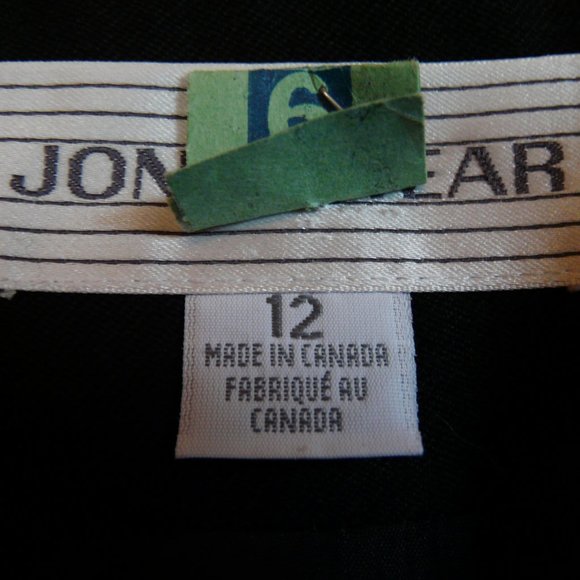 6
JON EAR
12
MADE IN CANADA
FABRIQUÉ AU
CANADA